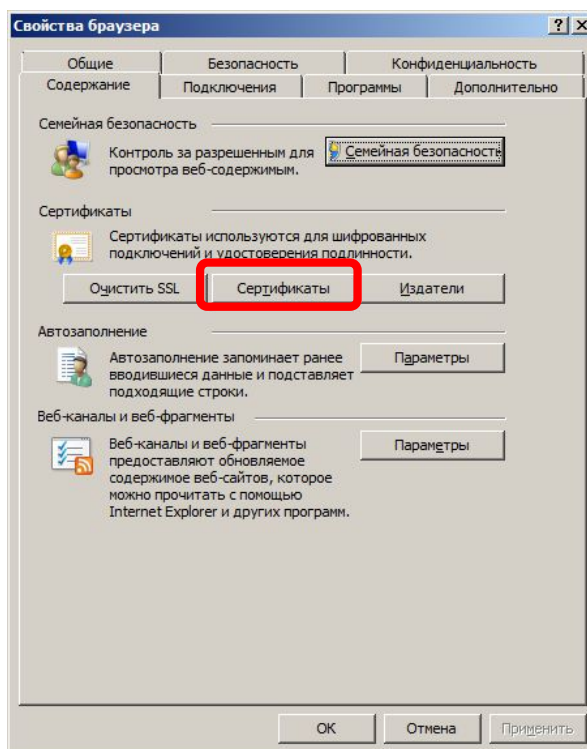 Свойства браузера
Общие Безопасность Конфиденциальность
Содержание Подключения Программы Дополнительно
Семейная безопасность
Контроль за разрешенным для
просмотра веб-содержимым.
Семейная безопасность
Сертификаты
Сертификаты используются для шифрованных
подключений и удостоверения подлинности.
Очистить SSL Сертификаты Издатели
Автозаполнение
Автозаполнение запоминает ранее
вводившиеся данные и подставляет
подходящие строки.
Параметры
Веб-каналы и веб-фрагменты
Веб-каналы и веб-фрагменты
предоставляют обновляемое
содержимое веб-сайтов, которое
можно прочитать с помощью
Internet Explorer и других программ.
Параметры
ОК Отмена Применить